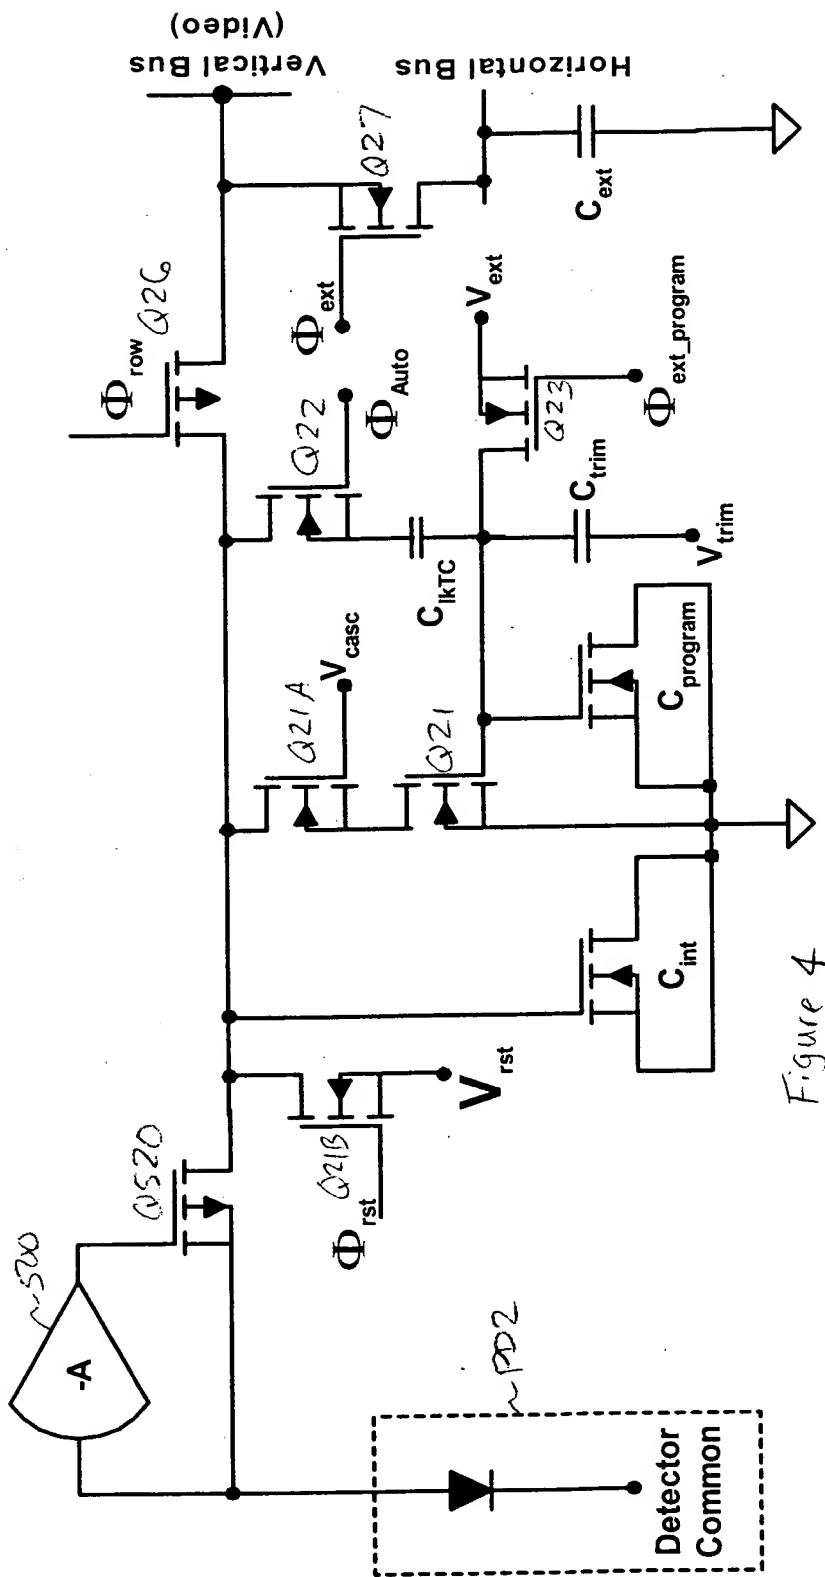 500
-A
QS20
Φrow
Q26
Vertical Bus
(Video)
Φrst
Q21B
Vrst
Q21A
Vcasc
Q21
Q22
ΦAuto
Φext
Q27
Horizontal Bus
CIkTC
Vext
Q23
Φext_program
Ctrim
Vtrim
Cext
Cint
Cprogram
PD2
Detector
Common
Figure 4